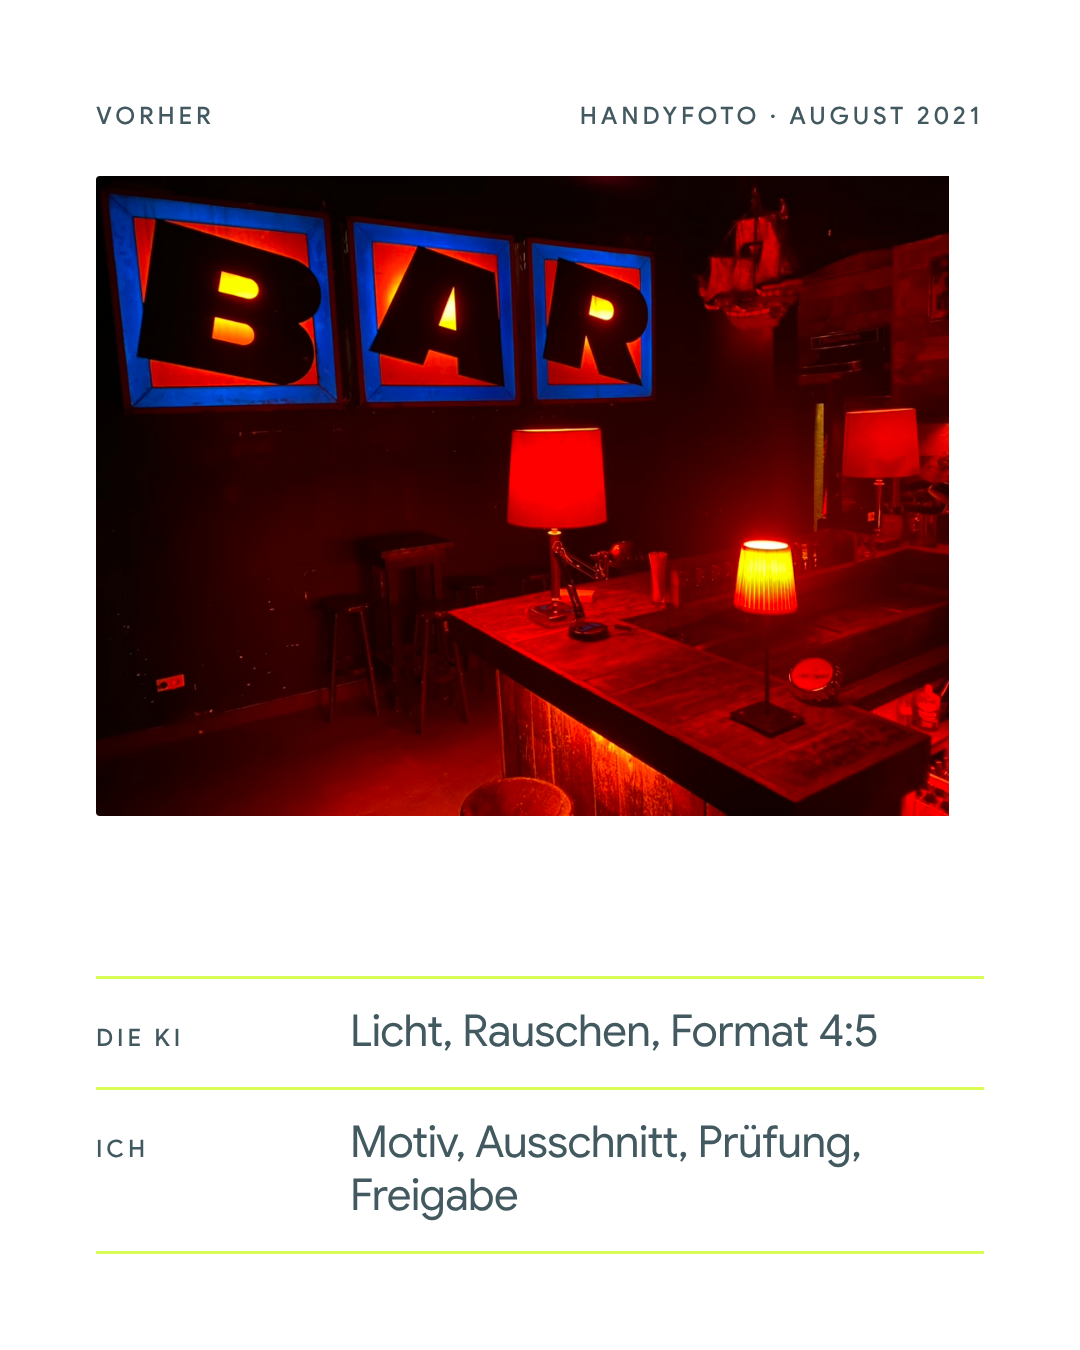 VORHER
HANDYFOTO · AUGUST 2021
BAR
DIE KI
Licht, Rauschen, Format 4:5
ICH
Motiv, Ausschnitt, Prüfung,
Freigabe